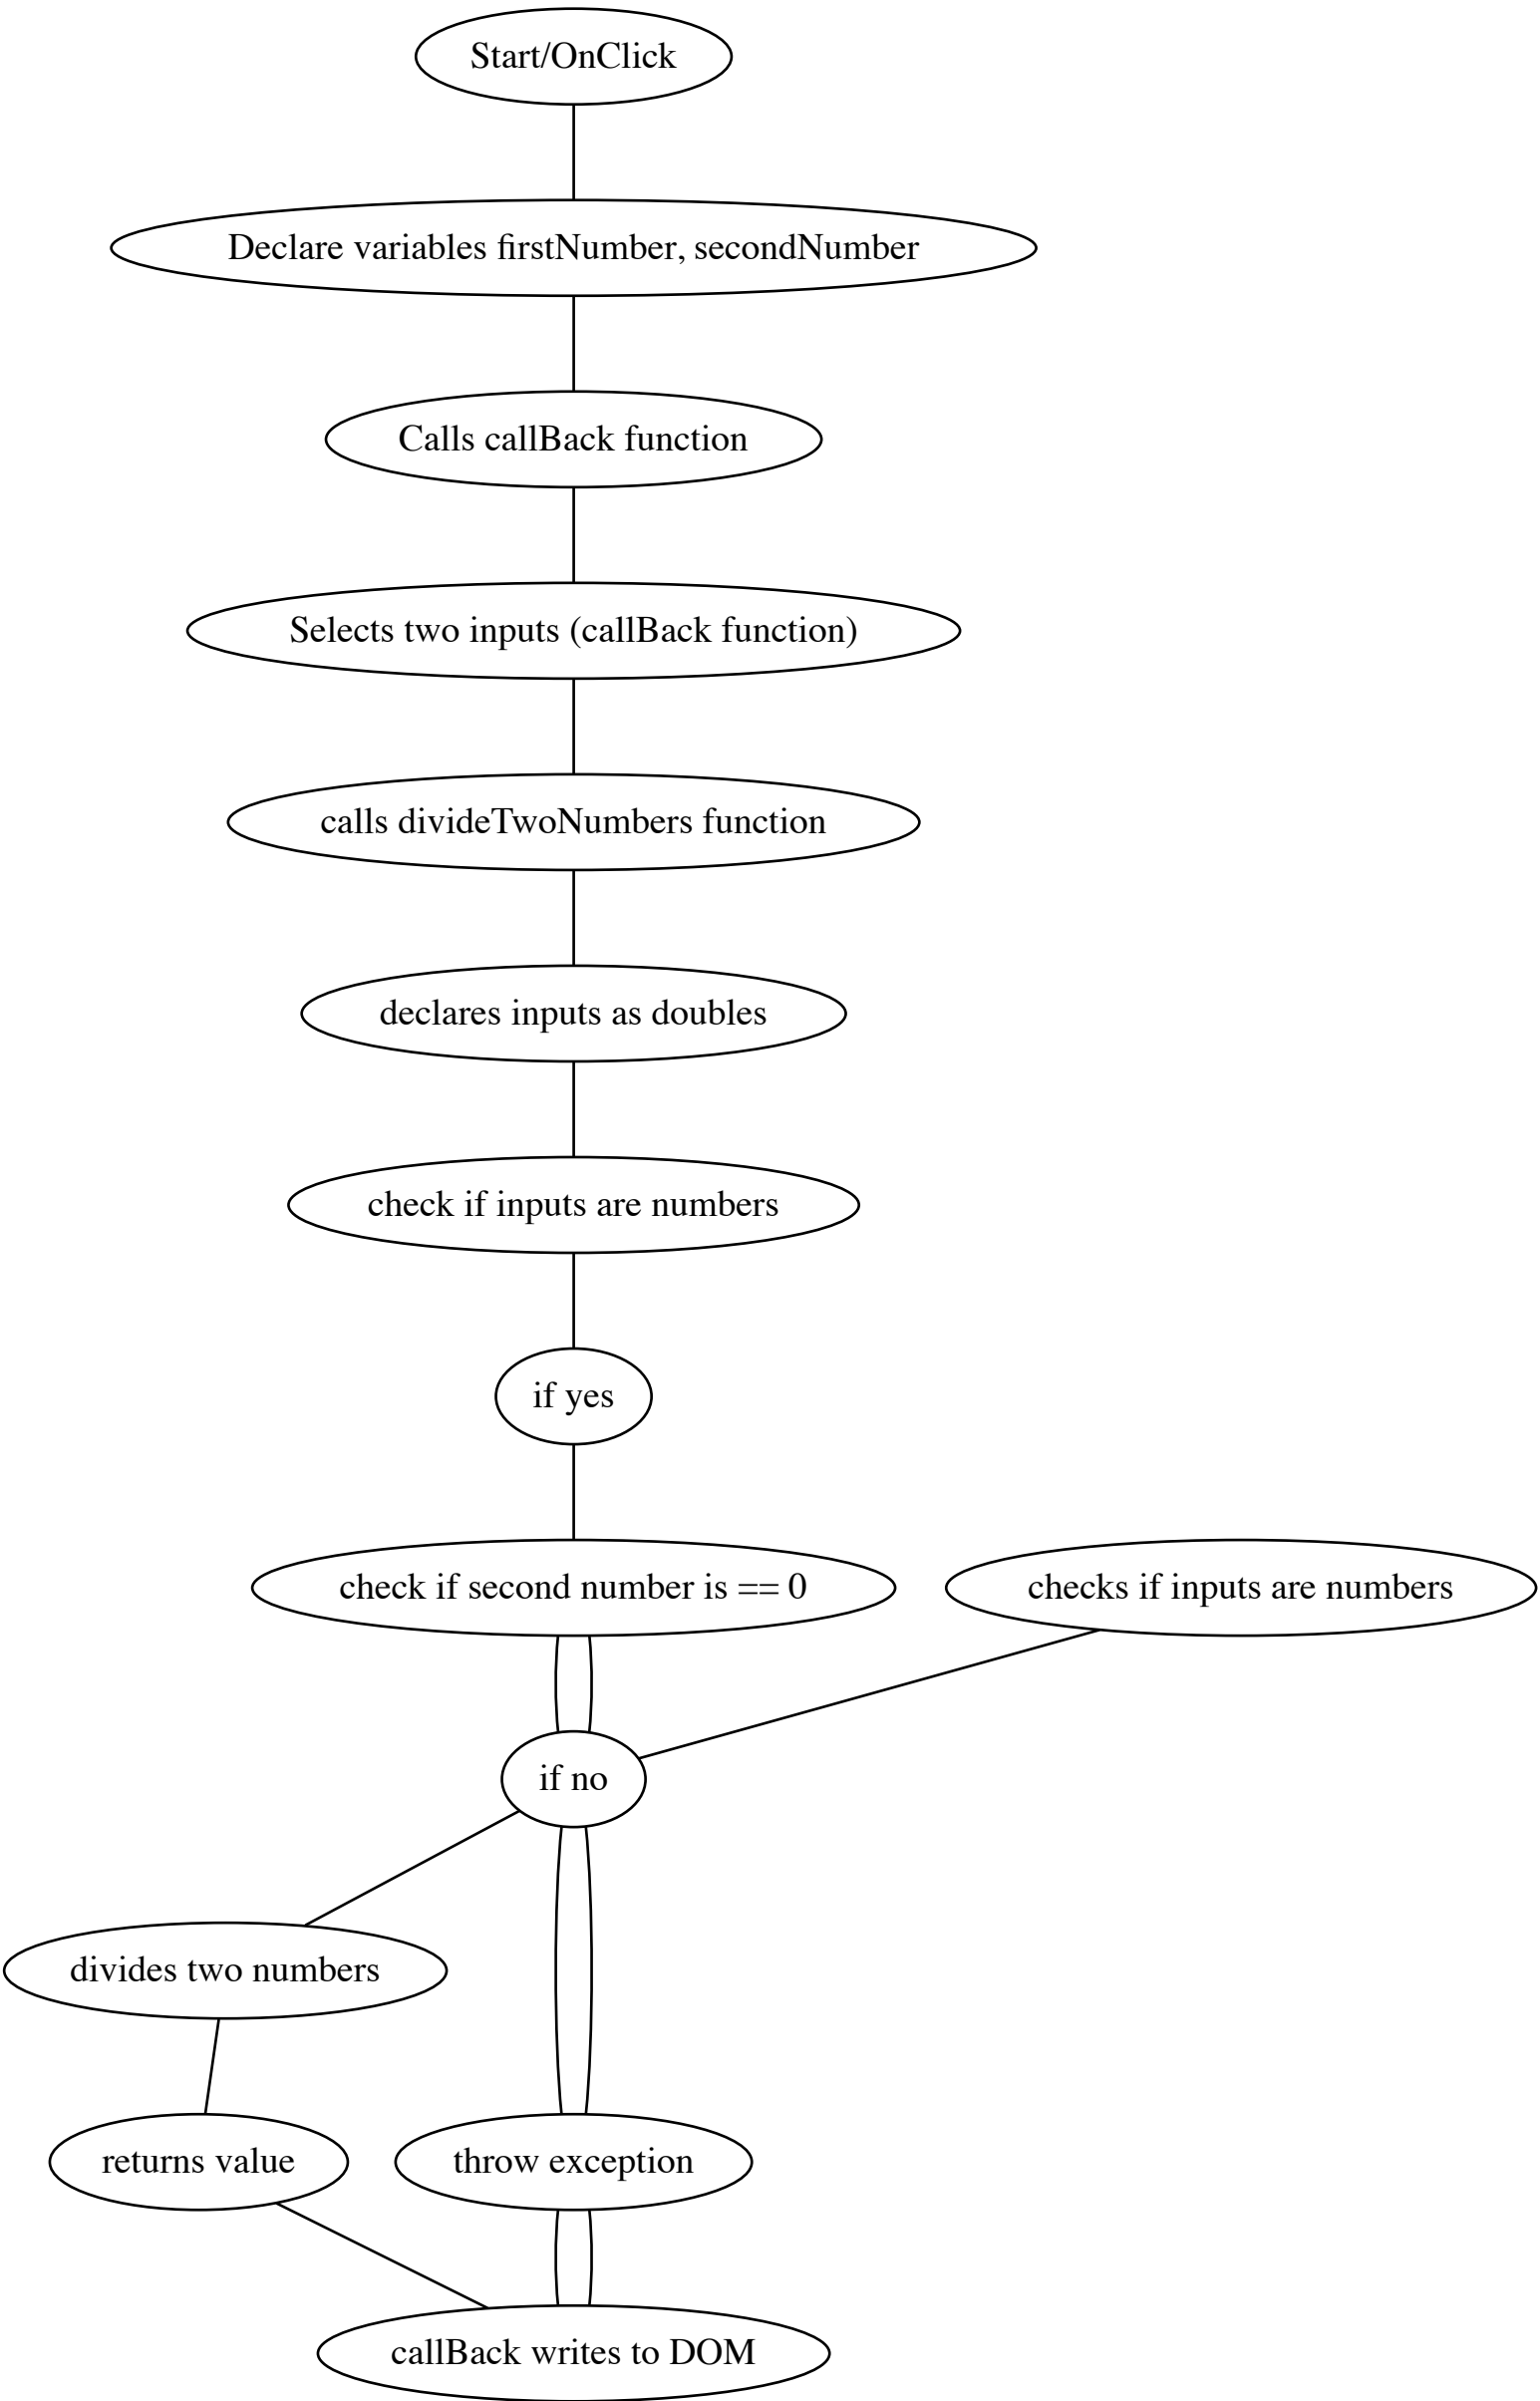 Start/OnClick
Declare variables firstNumber, secondNumber
Calls callBack function
Selects two inputs (callBack function)
calls divideTwoNumbers function
declares inputs as doubles
check if inputs are numbers
if yes
check if second number is == 0
checks if inputs are numbers
if no
divides two numbers
returns value
throw exception
callBack writes to DOM